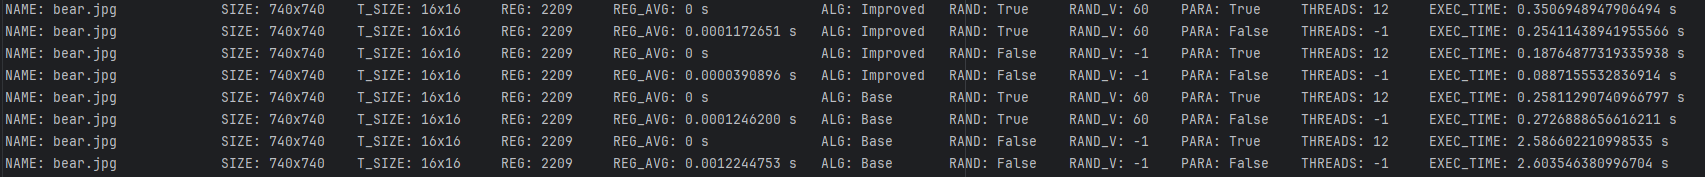 NAME: bear.jpg SIZE: 740x740 T_SIZE: 16x16 REG: 2209 REG_AVG: 0 s ALG: Improved RAND: True RAND_V: 60 PARA: True THREADS: 12 EXEC_TIME: 0.3506948947906494 s
NAME: bear.jpg SIZE: 740x740 T_SIZE: 16x16 REG: 2209 REG_AVG: 0.0001172651 s ALG: Improved RAND: True RAND_V: 60 PARA: False THREADS: -1 EXEC_TIME: 0.25411438941955566 s
NAME: bear.jpg SIZE: 740x740 T_SIZE: 16x16 REG: 2209 REG_AVG: 0 s ALG: Improved RAND: False RAND_V: -1 PARA: True THREADS: 12 EXEC_TIME: 0.18764877319335938 s
NAME: bear.jpg SIZE: 740x740 T_SIZE: 16x16 REG: 2209 REG_AVG: 0.0000390896 s ALG: Improved RAND: False RAND_V: -1 PARA: False THREADS: -1 EXEC_TIME: 0.0887155532836914 s
NAME: bear.jpg SIZE: 740x740 T_SIZE: 16x16 REG: 2209 REG_AVG: 0 s ALG: Base RAND: True RAND_V: 60 PARA: True THREADS: 12 EXEC_TIME: 0.25811290740966797 s
NAME: bear.jpg SIZE: 740x740 T_SIZE: 16x16 REG: 2209 REG_AVG: 0.0001246200 s ALG: Base RAND: True RAND_V: 60 PARA: False THREADS: -1 EXEC_TIME: 0.2726888656616211 s
NAME: bear.jpg SIZE: 740x740 T_SIZE: 16x16 REG: 2209 REG_AVG: 0 s ALG: Base RAND: False RAND_V: -1 PARA: True THREADS: 12 EXEC_TIME: 2.586602210998535 s
NAME: bear.jpg SIZE: 740x740 T_SIZE: 16x16 REG: 2209 REG_AVG: 0.0012244753 s ALG: Base RAND: False RAND_V: -1 PARA: False THREADS: -1 EXEC_TIME: 2.603546380996704 s